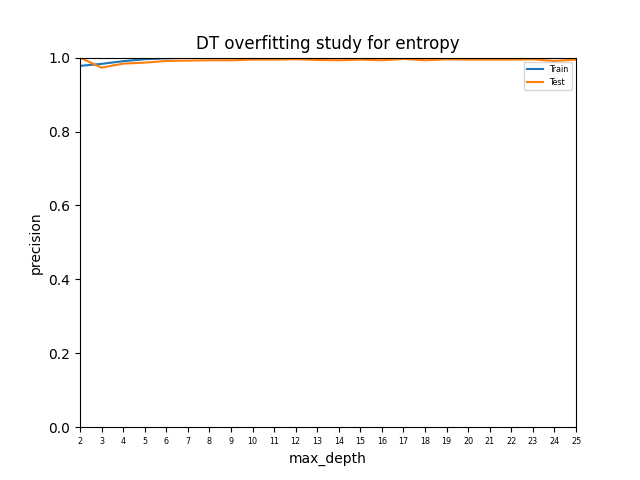 DT overfitting study for entropy
1.0
0.8
0.6
0.4
0.2
0.0
precision
Train
Test
2 3 4 5 6 7 8 9 10 11 12 13 14 15 16 17 18 19 20 21 22 23 24 25
max_depth